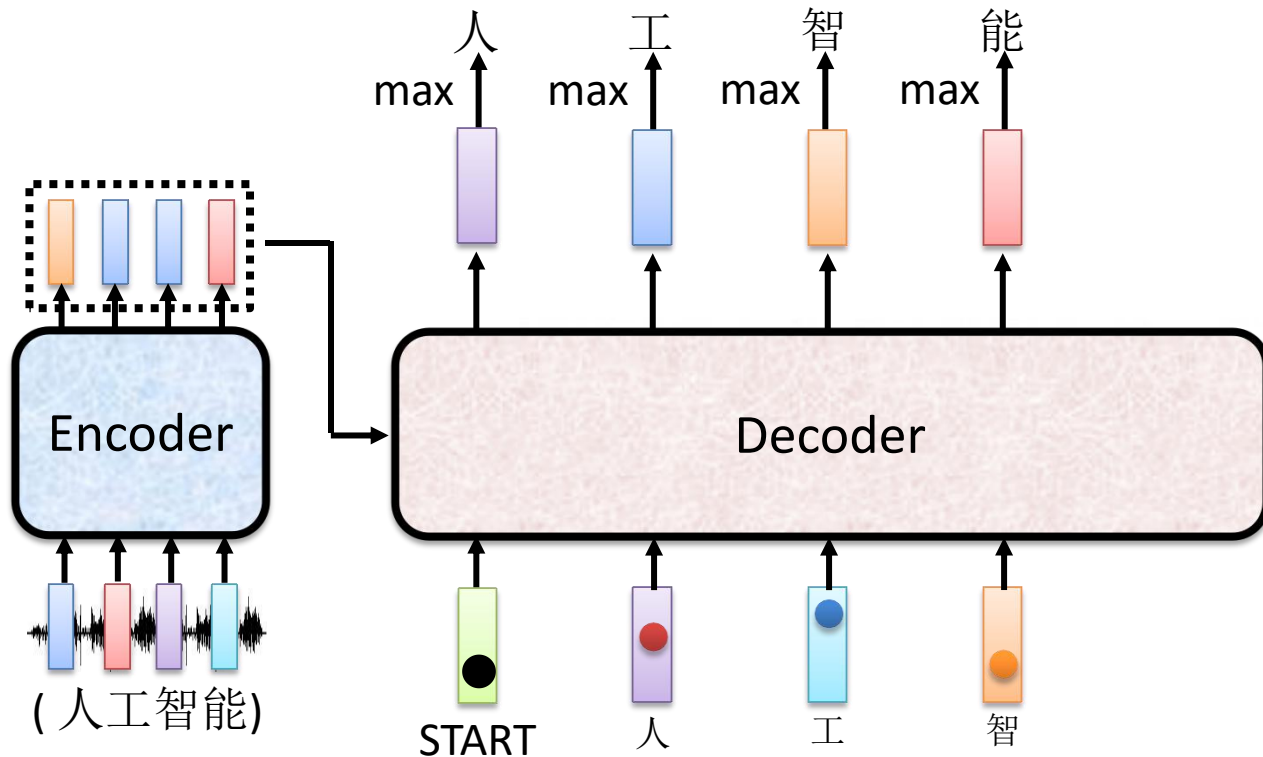 人 工 智 能
max max max max
Encoder
Decoder
( 人工智能)
START 人 工 智